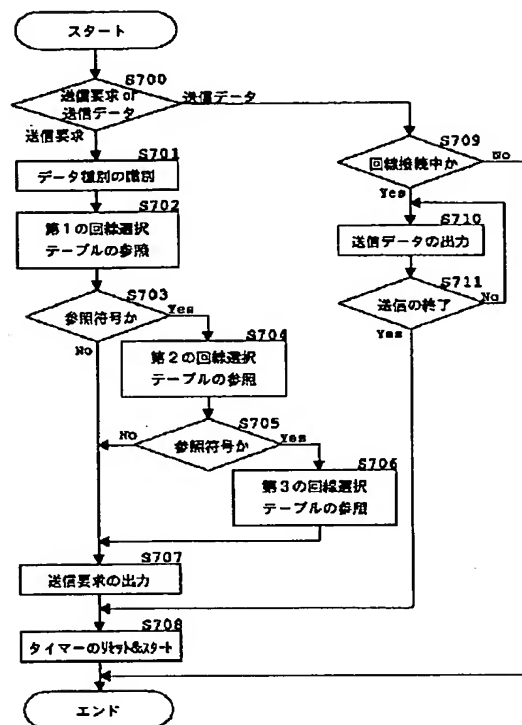 スタート
S700
送信要求 or
送信データ
送信データ
送信要求
S701
データ種別の識別
S702
第1の回線選択
テーブルの参照
S703
参照符号か
Yes
No
S704
第2の回線選択
テーブルの参照
S705
参照符号か
No
Yes
S706
第3の回線選択
テーブルの参照
S707
送信要求の出力
S708
タイマーのリセット&スタート
エンド
S709
回線接続中か
No
Yes
S710
送信データの出力
S711
送信の終了
No
Yes